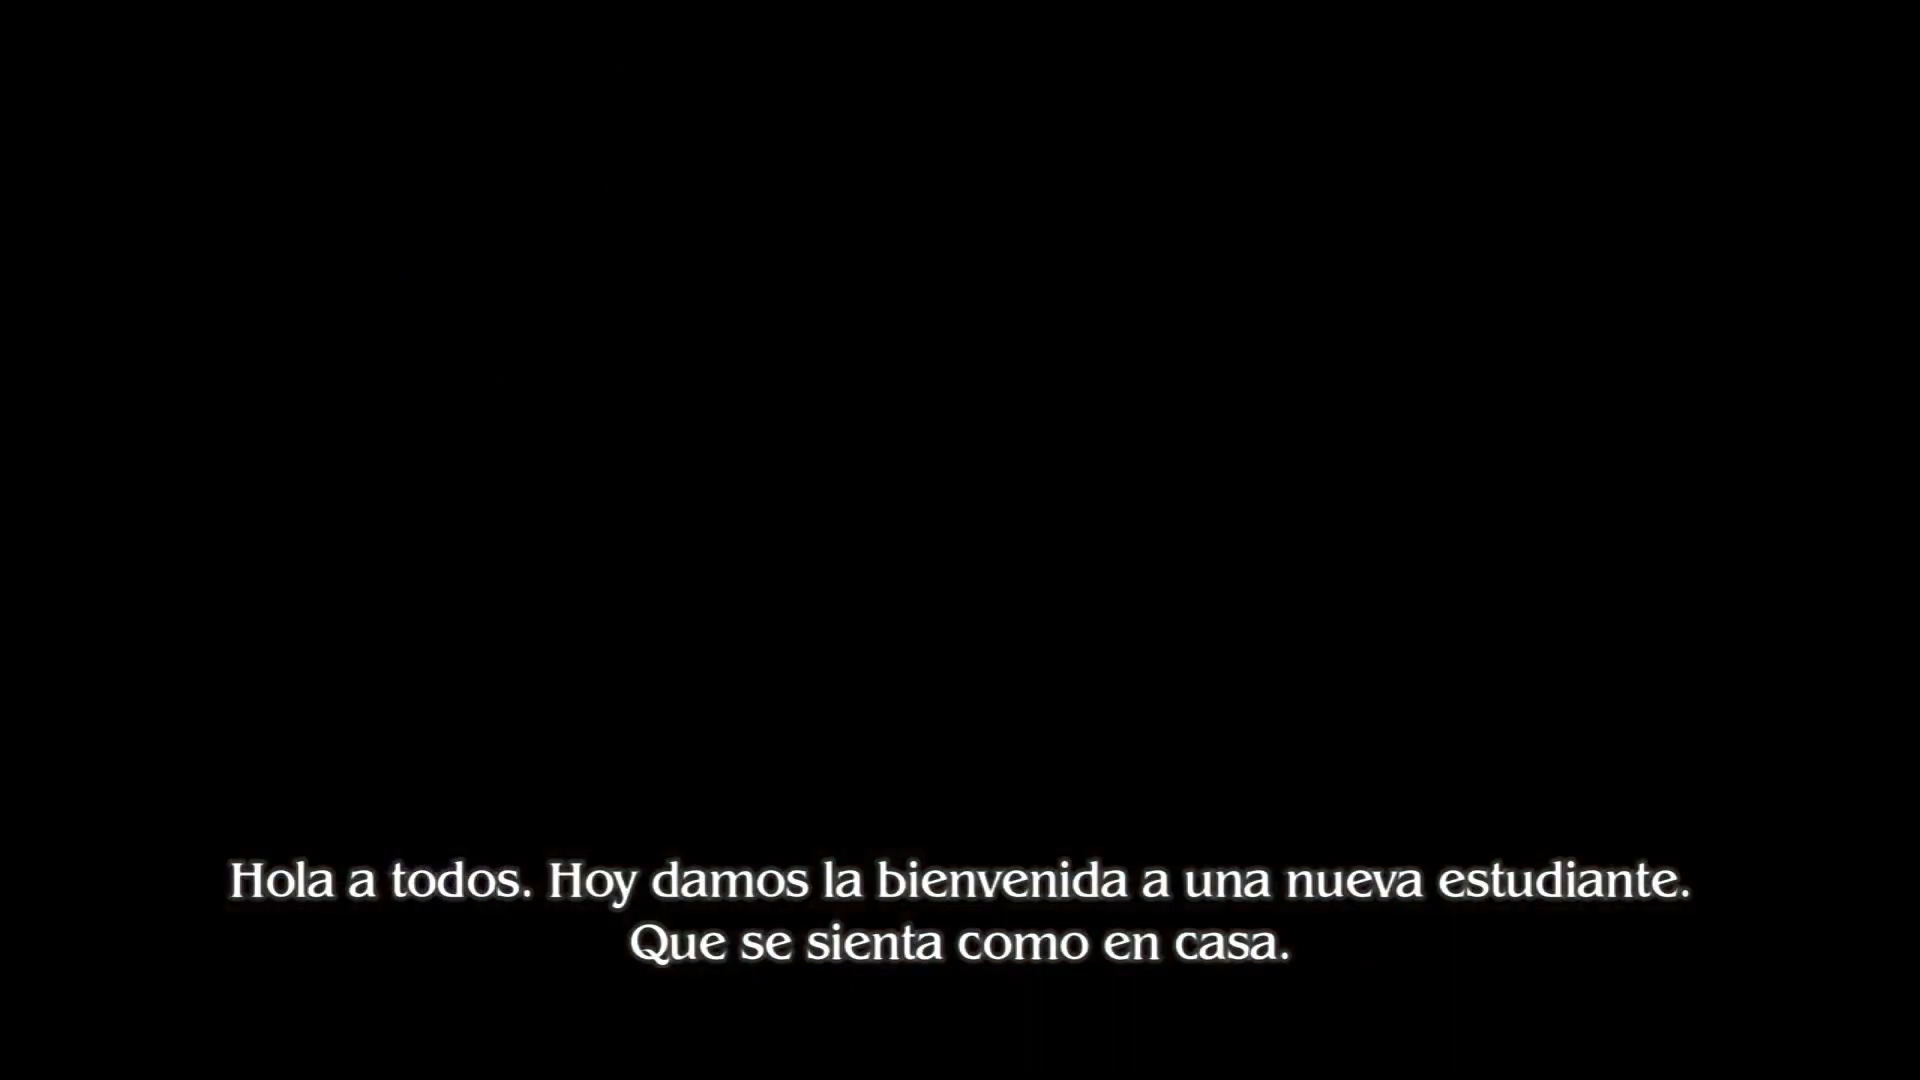 Hola a todos. Hoy damos la bienvenida a una nueva estudiante.
Que se sienta como en casa.